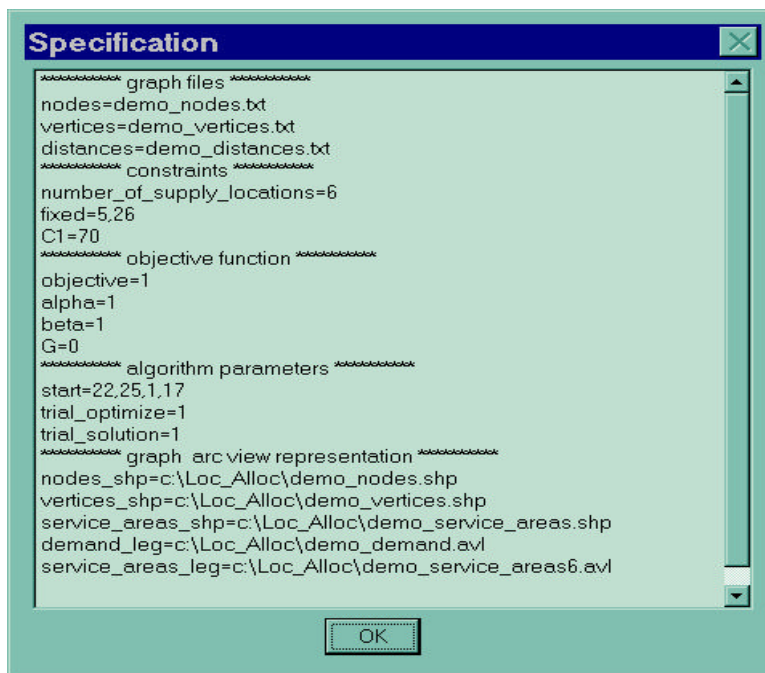 Specification
********** graph files **********
nodes=demo_nodes.txt
vertices=demo_vertices.txt
distances=demo_distances.txt
********** constraints **********
number_of_supply_locations=6
fixed=5,26
C1=70
********** objective function **********
objective=1
alpha=1
beta=1
G=0
********** algorithm parameters **********
start=22,25,1,17
trial_optimize=1
trial_solution=1
********** graph  arc view representation **********
nodes_shp=c:\Loc_Alloc\demo_nodes.shp
vertices_shp=c:\Loc_Alloc\demo_vertices.shp
service_areas_shp=c:\Loc_Alloc\demo_service_areas.shp
demand_leg=c:\Loc_Alloc\demo_demand.avl
service_areas_leg=c:\Loc_Alloc\demo_service_areas6.avl
OK